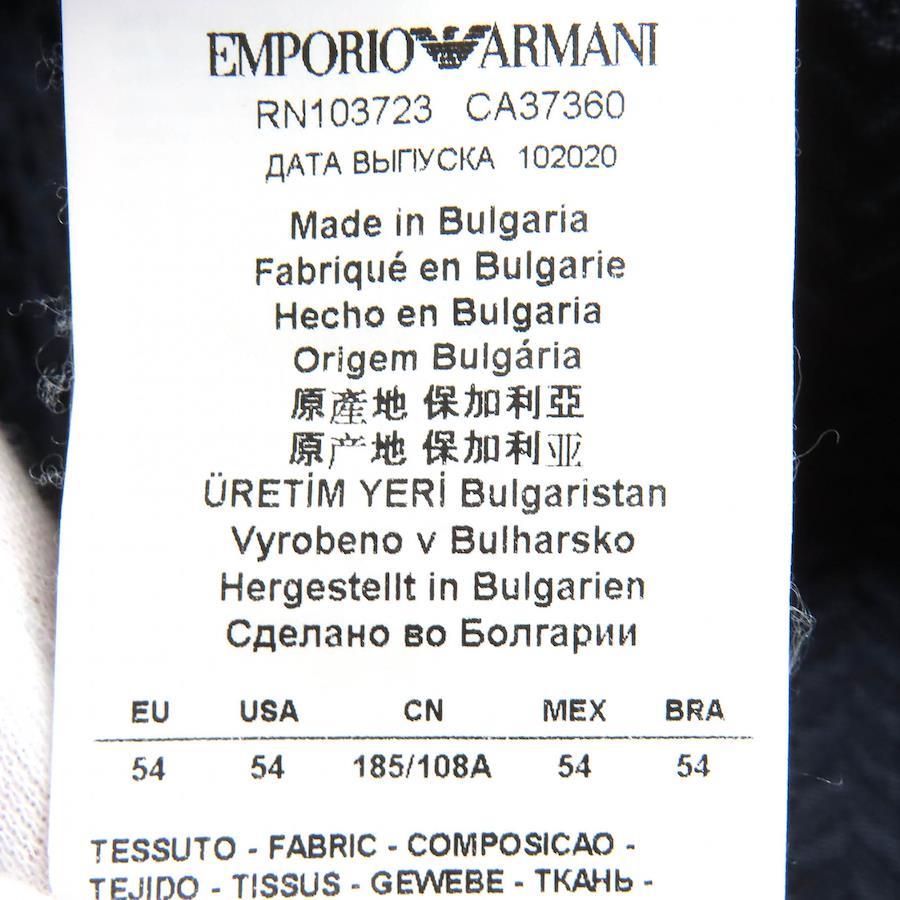 EMPORIO ARMANI
RN103723 CA37360
ДАТА ВЫПУСКА 102020
Made in Bulgaria
Fabriqué en Bulgarie
Hecho en Bulgaria
Origem Bulgária
原產地 保加利亞
原产地 保加利亚
ÜRETİM YERİ Bulgaristan
Vyrobeno v Bulharsko
Hergestellt in Bulgarien
Сделано во Болгарии
EU USA CN MEX BRA
54 54 185/108A 54 54
TESSUTO - FABRIC - COMPOSICAO -
TEJIDO - TISSUS - GEWEBE - ТКАНЬ -